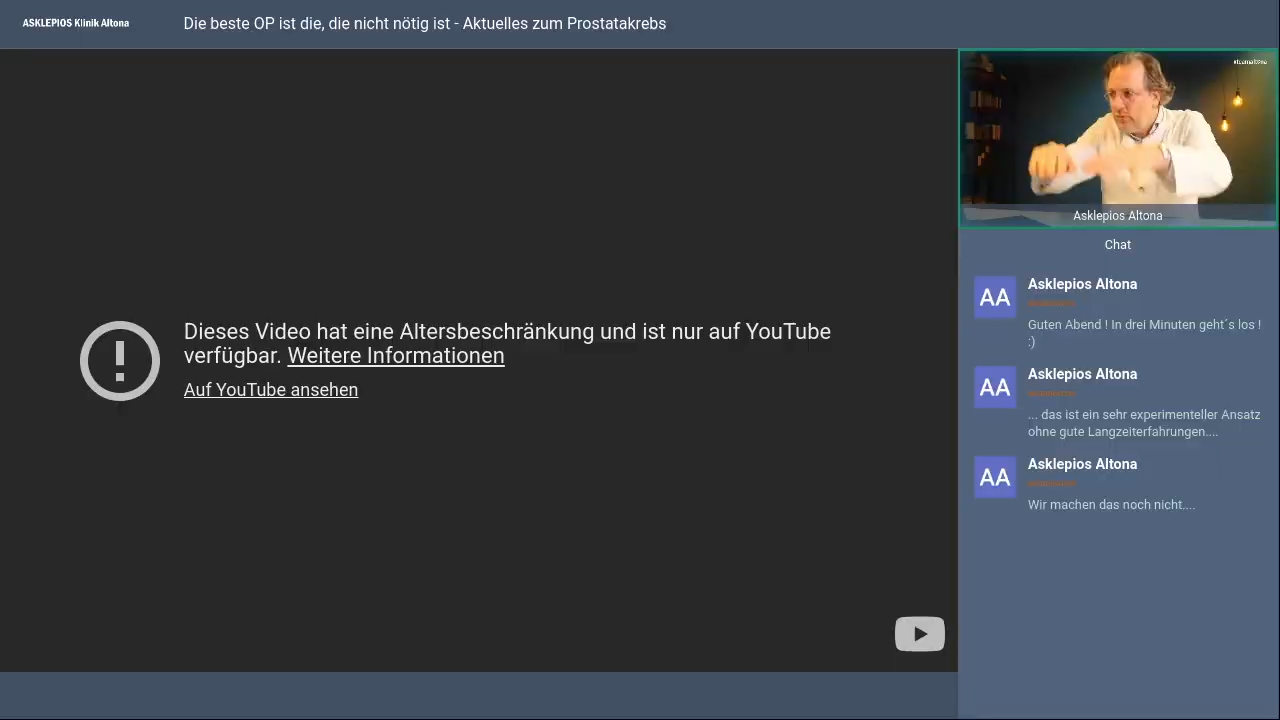 ASKLEPIOS Klinik Altona
Die beste OP ist die, die nicht nötig ist - Aktuelles zum Prostatakrebs
Dieses Video hat eine Altersbeschränkung und ist nur auf YouTube
verfügbar. Weitere Informationen
Auf YouTube ansehen
Asklepios Altona
Chat
AA
Asklepios Altona
Guten Abend ! In drei Minuten geht´s los !
:)
AA
Asklepios Altona
... das ist ein sehr experimenteller Ansatz
ohne gute Langzeiterfahrungen....
AA
Asklepios Altona
Wir machen das noch nicht....